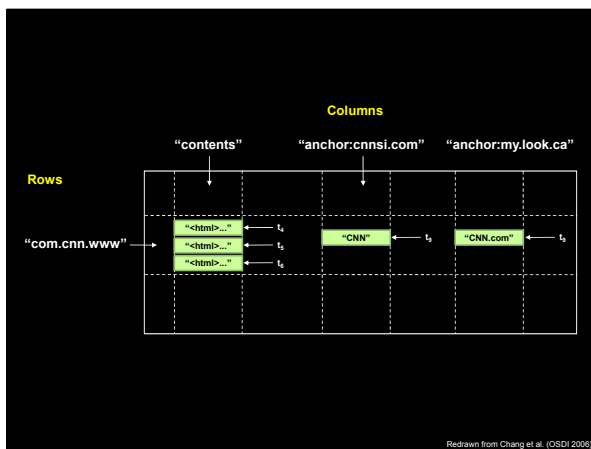 Columns
“contents” “anchor:cnnsi.com” “anchor:my.look.ca”
Rows
“<html>...” t4
“com.cnn.www” “<html>...” t5
“CNN” t9 “CNN.com” t9
“<html>...” t6
Redrawn from Chang et al. (OSDI 2006)